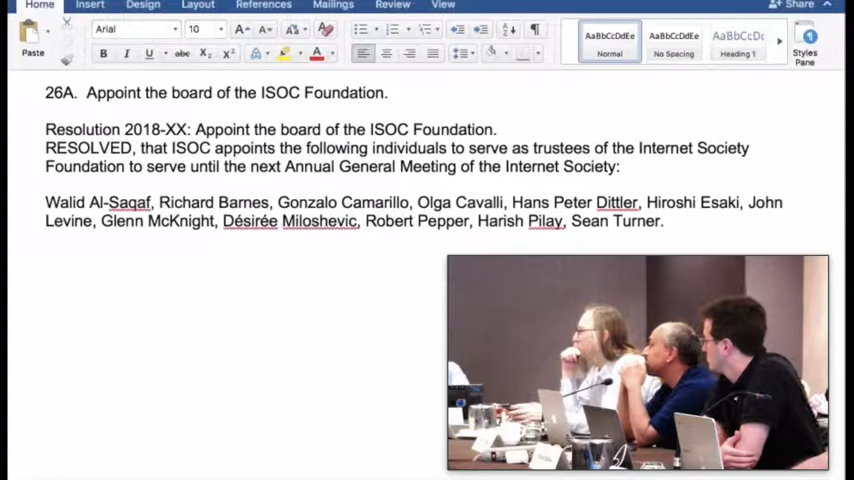 Home Insert Design Layout References Mailings Review View Share
Arial 10
Paste
AaBbCcDdEe AaBbCcDdEe AaBbCcDc
Normal No Spacing Heading 1
Styles Pane
26A. Appoint the board of the ISOC Foundation.
Resolution 2018-XX: Appoint the board of the ISOC Foundation.
RESOLVED, that ISOC appoints the following individuals to serve as trustees of the Internet Society
Foundation to serve until the next Annual General Meeting of the Internet Society:
Walid Al-Saqaf, Richard Barnes, Gonzalo Camarillo, Olga Cavalli, Hans Peter Dittler, Hiroshi Esaki, John
Levine, Glenn McKnight, Désirée Miloshevic, Robert Pepper, Harish Pilay, Sean Turner.